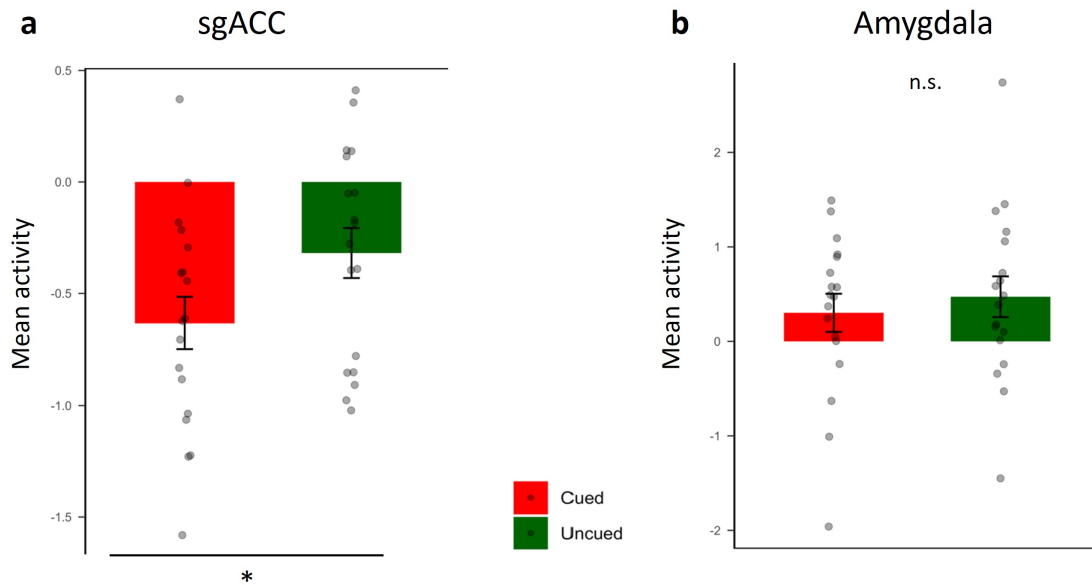 a
sgACC
0.5
0.0
-0.5
-1.0
-1.5
Mean activity
*
Cued
Uncued
b
Amygdala
n.s.
2
1
0
-1
-2
Mean activity